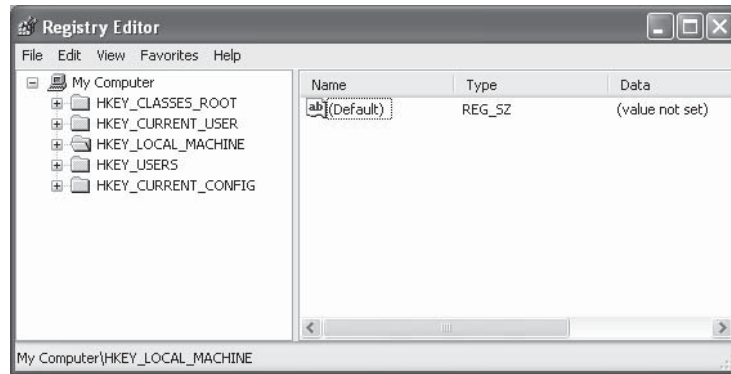 Registry Editor
File Edit View Favorites Help
My Computer
HKEY_CLASSES_ROOT
HKEY_CURRENT_USER
HKEY_LOCAL_MACHINE
HKEY_USERS
HKEY_CURRENT_CONFIG
Name Type Data
ab (Default) REG_SZ (value not set)
My Computer\HKEY_LOCAL_MACHINE